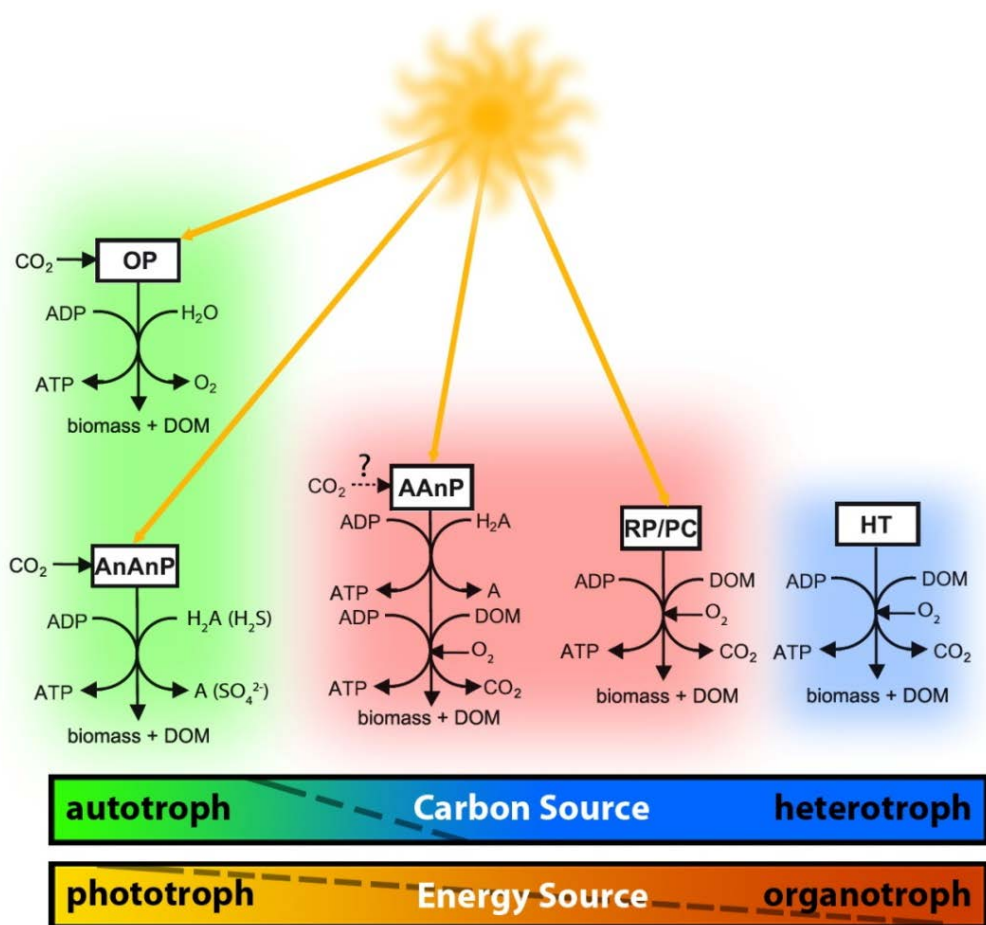 OP
CO₂
ADP
H₂O
ATP
O₂
biomass + DOM
AnAnP
CO₂
ADP
H₂A (H₂S)
ATP
A (SO₄²⁻)
biomass + DOM
?
CO₂
AAnP
ADP
H₂A
ATP
A
ADP
DOM
O₂
ATP
CO₂
biomass + DOM
RP/PC
ADP
DOM
O₂
ATP
CO₂
biomass + DOM
HT
ADP
DOM
O₂
ATP
CO₂
biomass + DOM
autotroph Carbon Source heterotroph
phototroph Energy Source organotroph